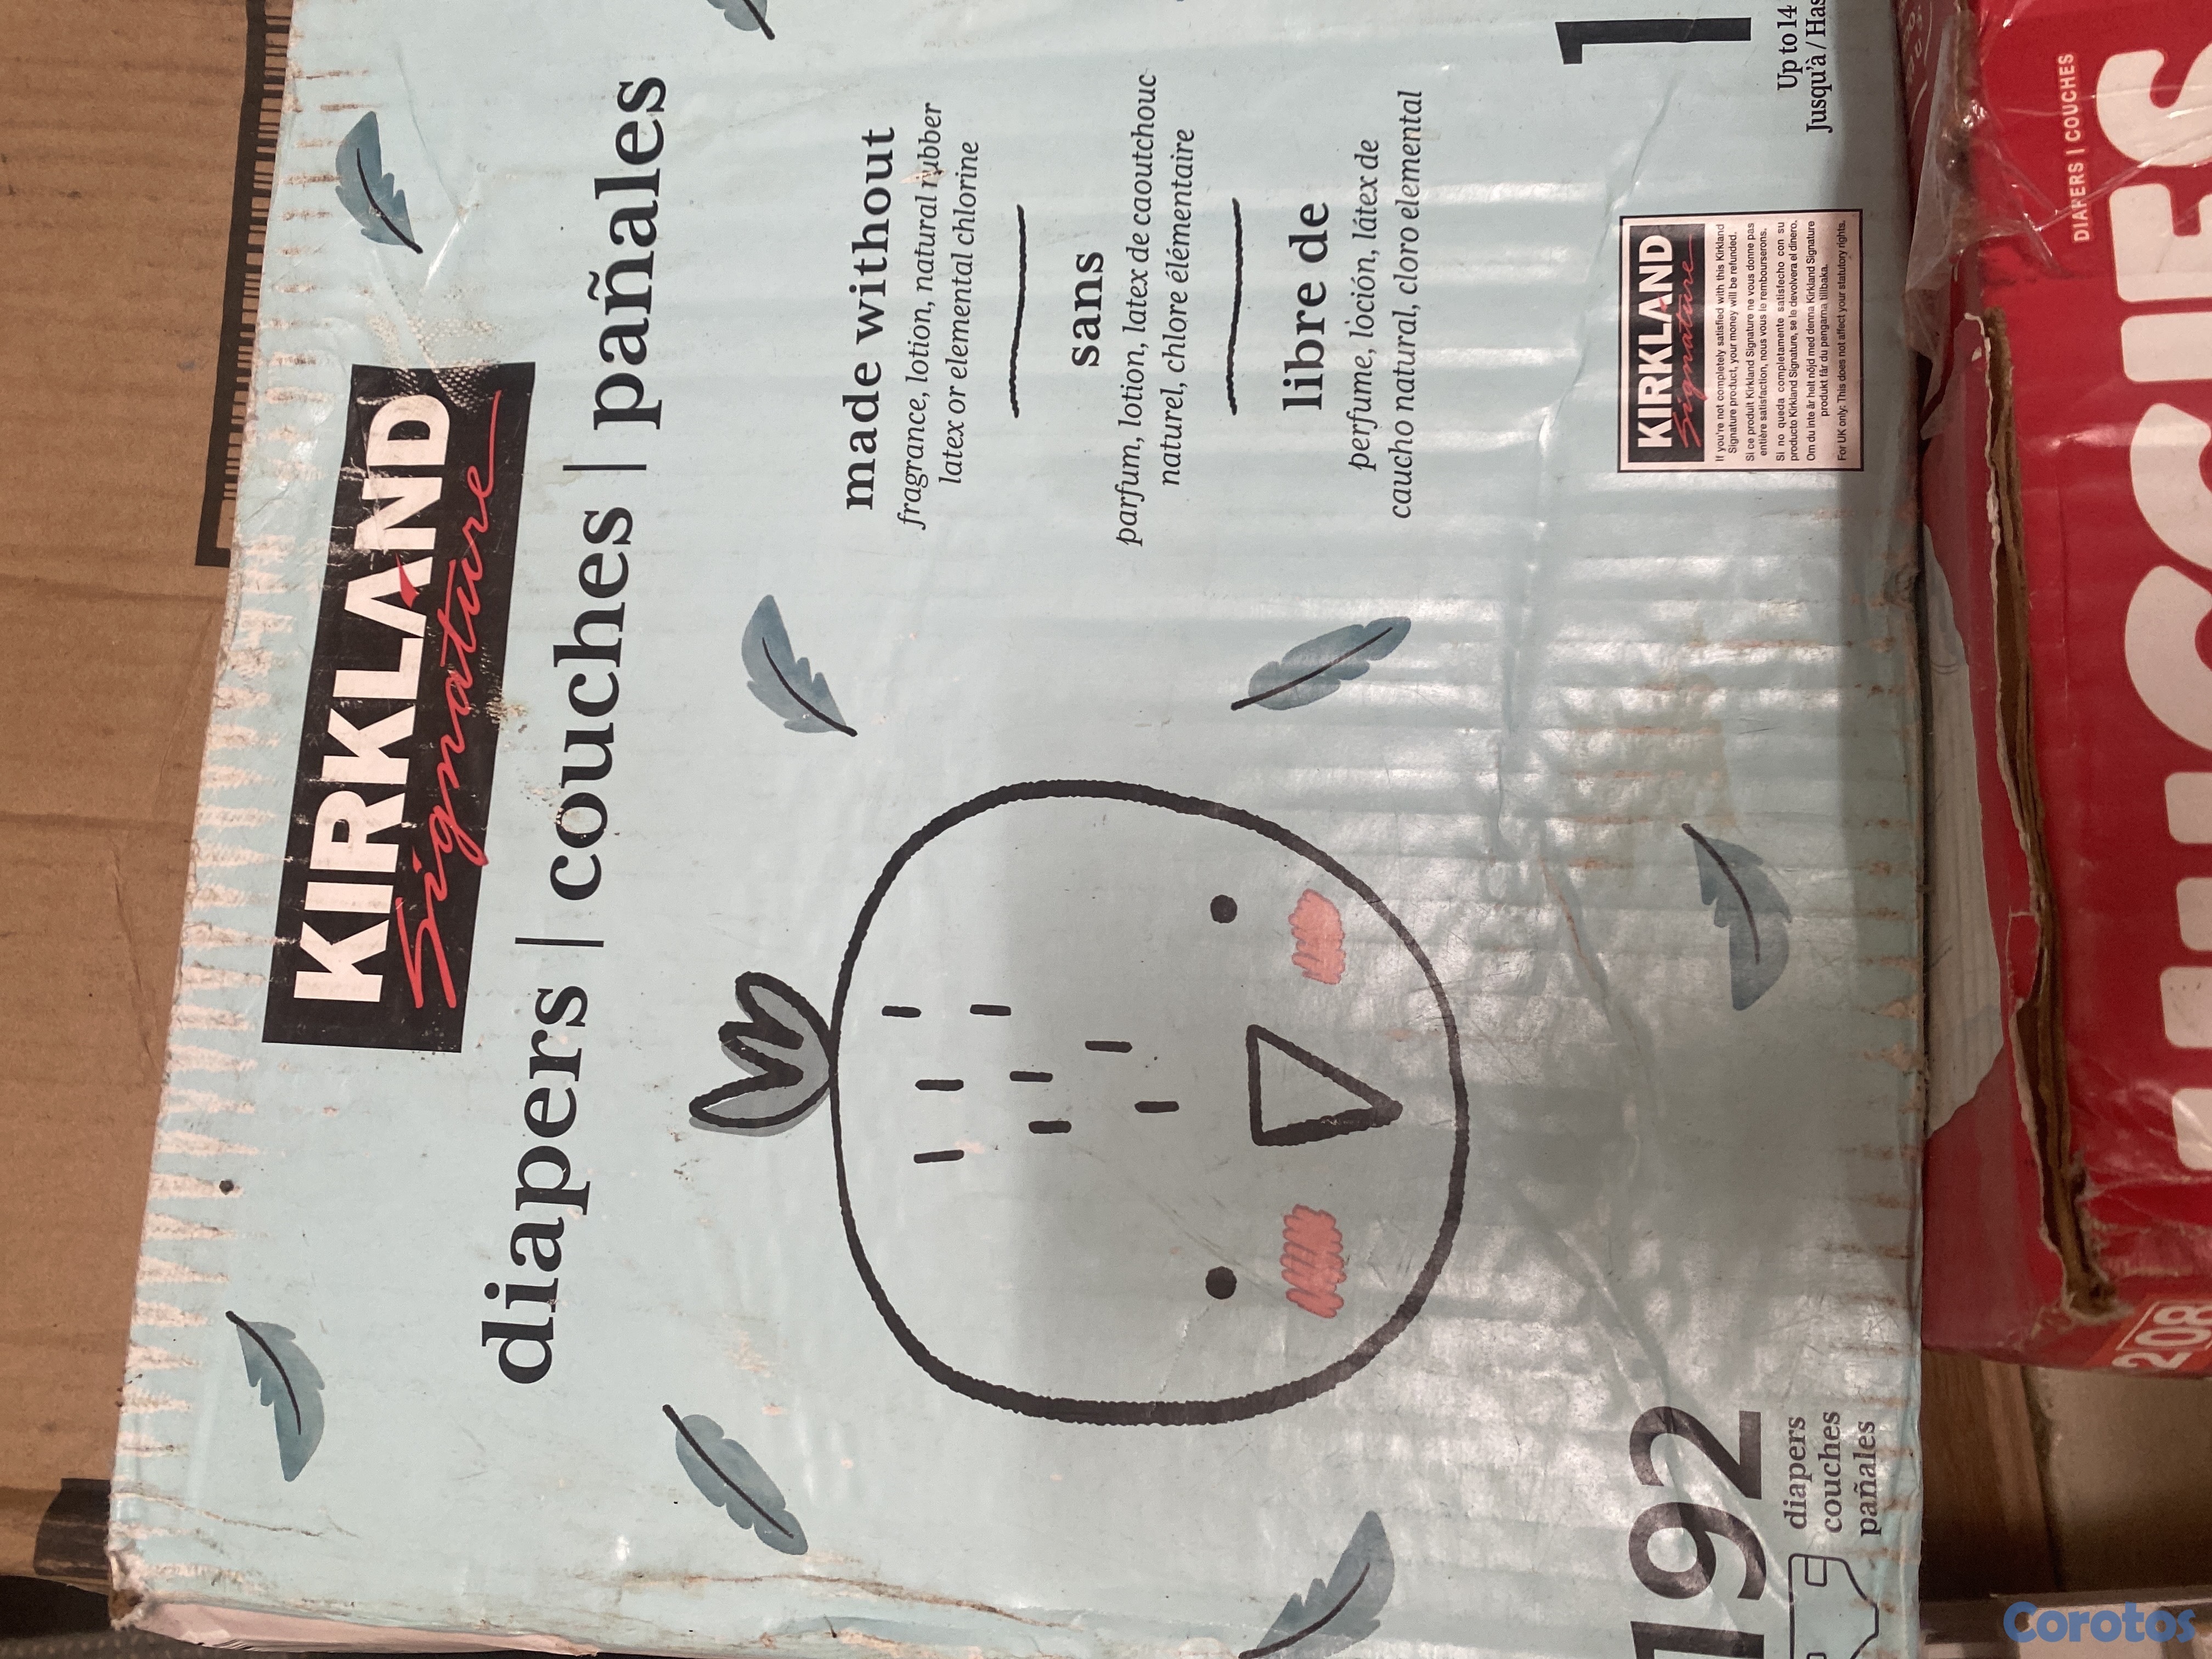 KIRKLAND
Signature
diapers | couches | pañales
made without
fragrance, lotion, natural rubber
latex or elemental chlorine
sans
parfum, lotion, latex de caoutchouc
naturel, chlore élémentaire
libre de
perfume, loción, látex de
caucho natural, cloro elemental
192
diapers
couches
pañales
KIRKLAND
Signature
If you're not completely satisfied with this Kirkland
Signature product, your money will be refunded.
Si ce produit Kirkland Signature ne vous donne pas
entière satisfaction, nous vous le rembourserons.
Si no queda completamente satisfecho con su
producto Kirkland Signature, se le devolverá el dinero.
Om du inte är helt nöjd med denna Kirkland Signature
produkt får du pengarna tillbaka.
For UK only: This does not affect your statutory rights.
1
Up to 14
Jusqu'à / Has
DIAPERS | COUCHES
HUGGIES
208
Corotos